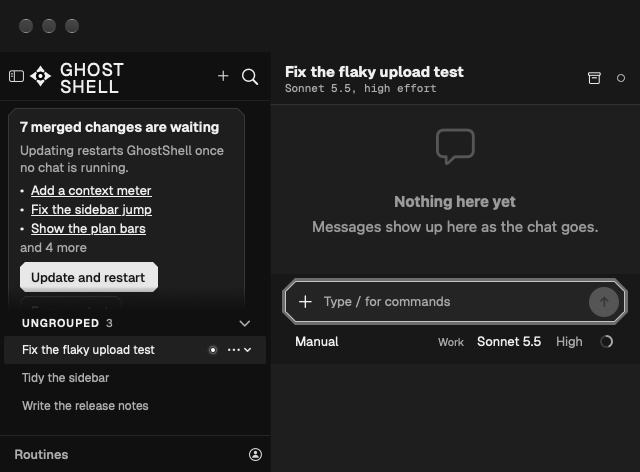 GHOST
SHELL
7 merged changes are waiting
Updating restarts GhostShell once
no chat is running.
• Add a context meter
• Fix the sidebar jump
• Show the plan bars
and 4 more
Update and restart
UNGROUPED 3
Fix the flaky upload test
Tidy the sidebar
Write the release notes
Routines
Fix the flaky upload test
Sonnet 5.5, high effort
Nothing here yet
Messages show up here as the chat goes.
Type / for commands
Manual
Work
Sonnet 5.5
High